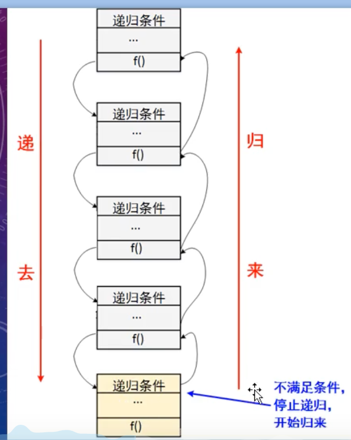 递归条件
...
f()
递归条件
...
f()
递归条件
...
f()
递归条件
...
f()
递归条件
...
f()
递
去
归
来
不满足条件，
停止递归，
开始归来